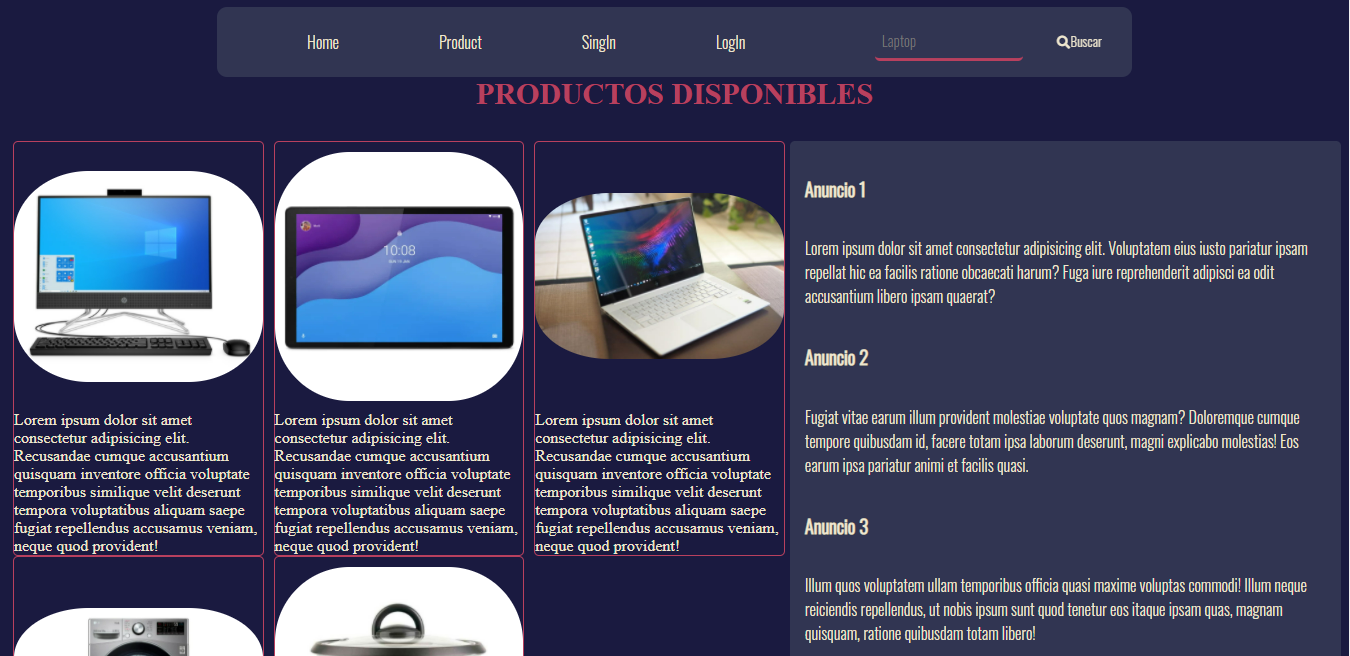 Home Product SingIn LogIn Laptop Buscar
PRODUCTOS DISPONIBLES
10:08
Lorem ipsum dolor sit amet
consectetur adipisicing elit.
Recusandae cumque accusantium
quisquam inventore officia voluptate
temporibus similique velit deserunt
tempora voluptatibus aliquam saepe
fugiat repellendus accusamus veniam,
neque quod provident!
Lorem ipsum dolor sit amet
consectetur adipisicing elit.
Recusandae cumque accusantium
quisquam inventore officia voluptate
temporibus similique velit deserunt
tempora voluptatibus aliquam saepe
fugiat repellendus accusamus veniam,
neque quod provident!
Lorem ipsum dolor sit amet
consectetur adipisicing elit.
Recusandae cumque accusantium
quisquam inventore officia voluptate
temporibus similique velit deserunt
tempora voluptatibus aliquam saepe
fugiat repellendus accusamus veniam,
neque quod provident!
Anuncio 1
Lorem ipsum dolor sit amet consectetur adipisicing elit. Voluptatem eius iusto pariatur ipsam
repellat hic ea facilis ratione obcaecati harum? Fuga iure reprehenderit adipisci ea odit
accusantium libero ipsam quaerat?
Anuncio 2
Fugiat vitae earum illum provident molestiae voluptate quos magnam? Doloremque cumque
tempore quibusdam id, facere totam ipsa laborum deserunt, magni explicabo molestias! Eos
earum ipsa pariatur animi et facilis quasi.
Anuncio 3
Illum quos voluptatem ullam temporibus officia quasi maxime voluptas commodi! Illum neque
reiciendis repellendus, ut nobis ipsum sunt quod tenetur eos itaque ipsam quas, magnam
quisquam, ratione quibusdam totam libero!